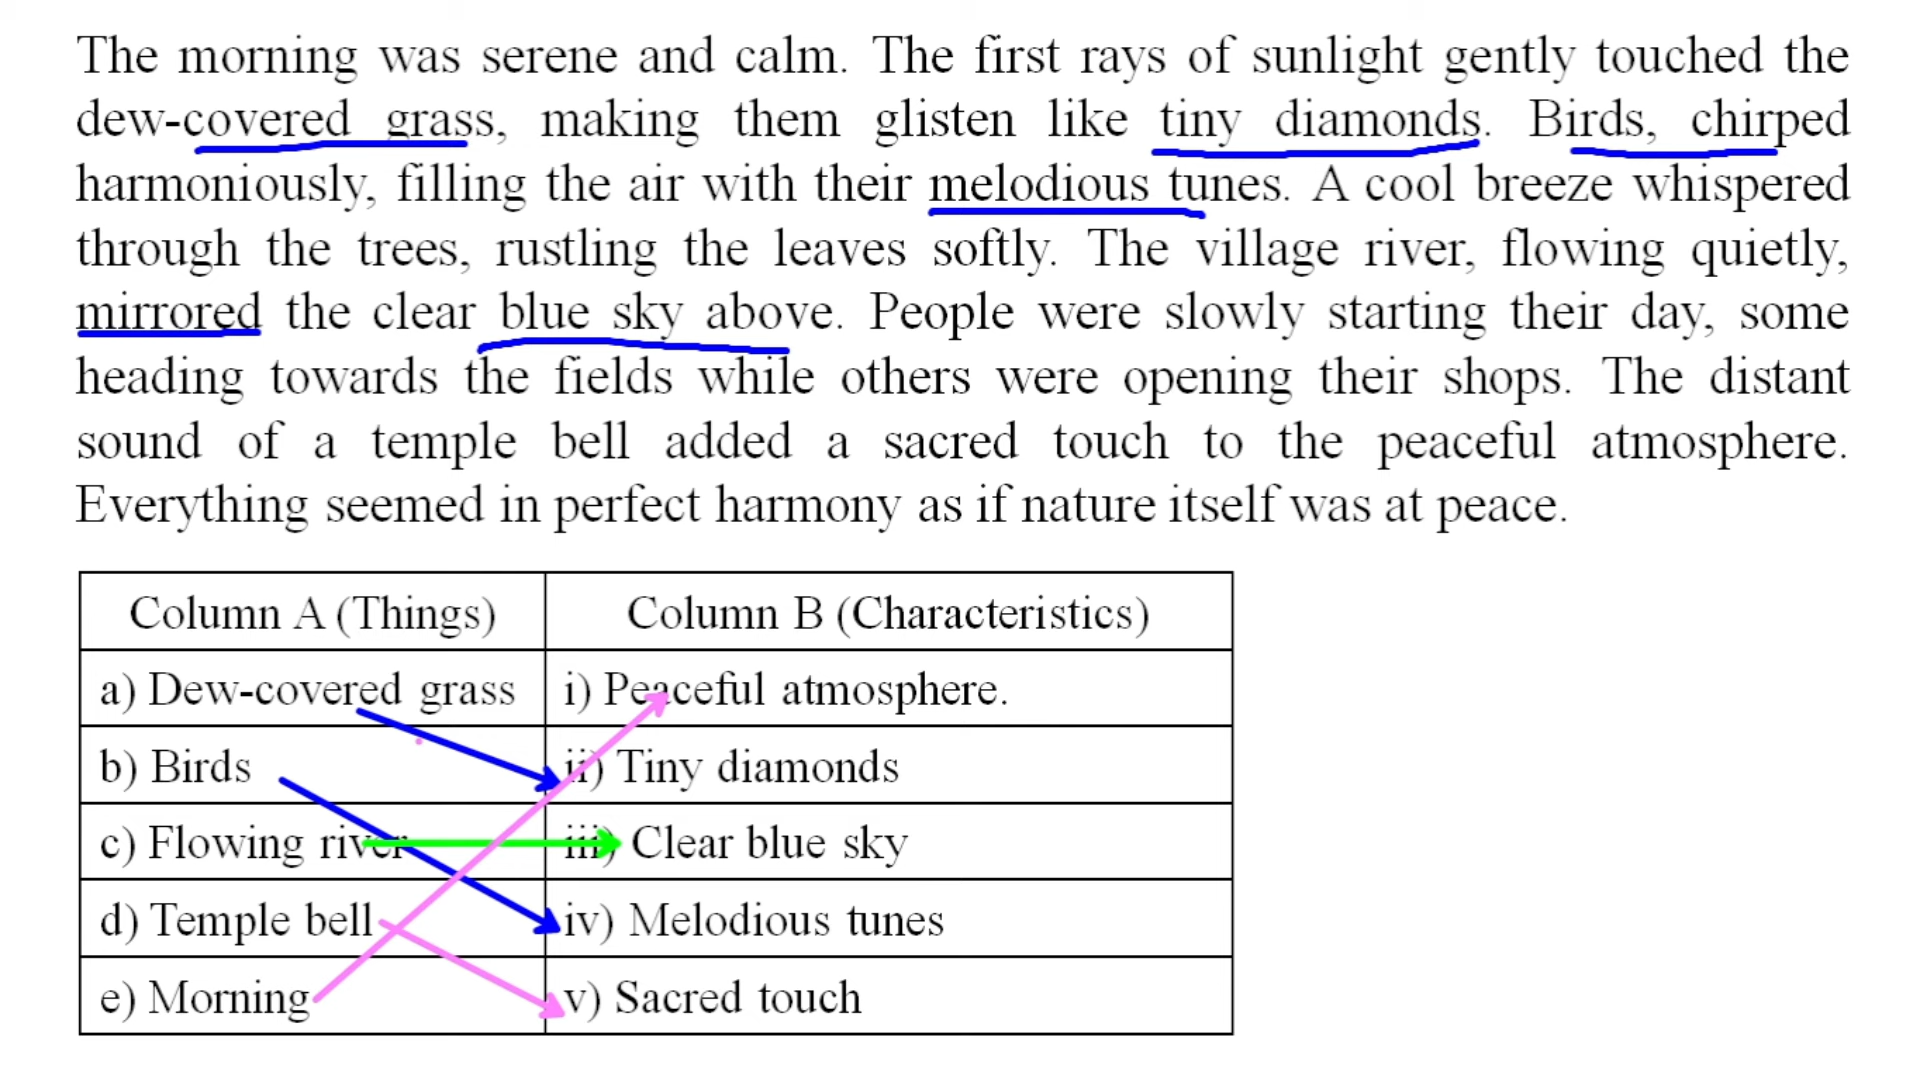 The morning was serene and calm. The first rays of sunlight gently touched the
dew-covered grass, making them glisten like tiny diamonds. Birds, chirped
harmoniously, filling the air with their melodious tunes. A cool breeze whispered
through the trees, rustling the leaves softly. The village river, flowing quietly,
mirrored the clear blue sky above. People were slowly starting their day, some
heading towards the fields while others were opening their shops. The distant
sound of a temple bell added a sacred touch to the peaceful atmosphere.
Everything seemed in perfect harmony as if nature itself was at peace.
Column A (Things) Column B (Characteristics)
a) Dew-covered grass i) Peaceful atmosphere.
b) Birds ii) Tiny diamonds
c) Flowing river iii) Clear blue sky
d) Temple bell iv) Melodious tunes
e) Morning v) Sacred touch